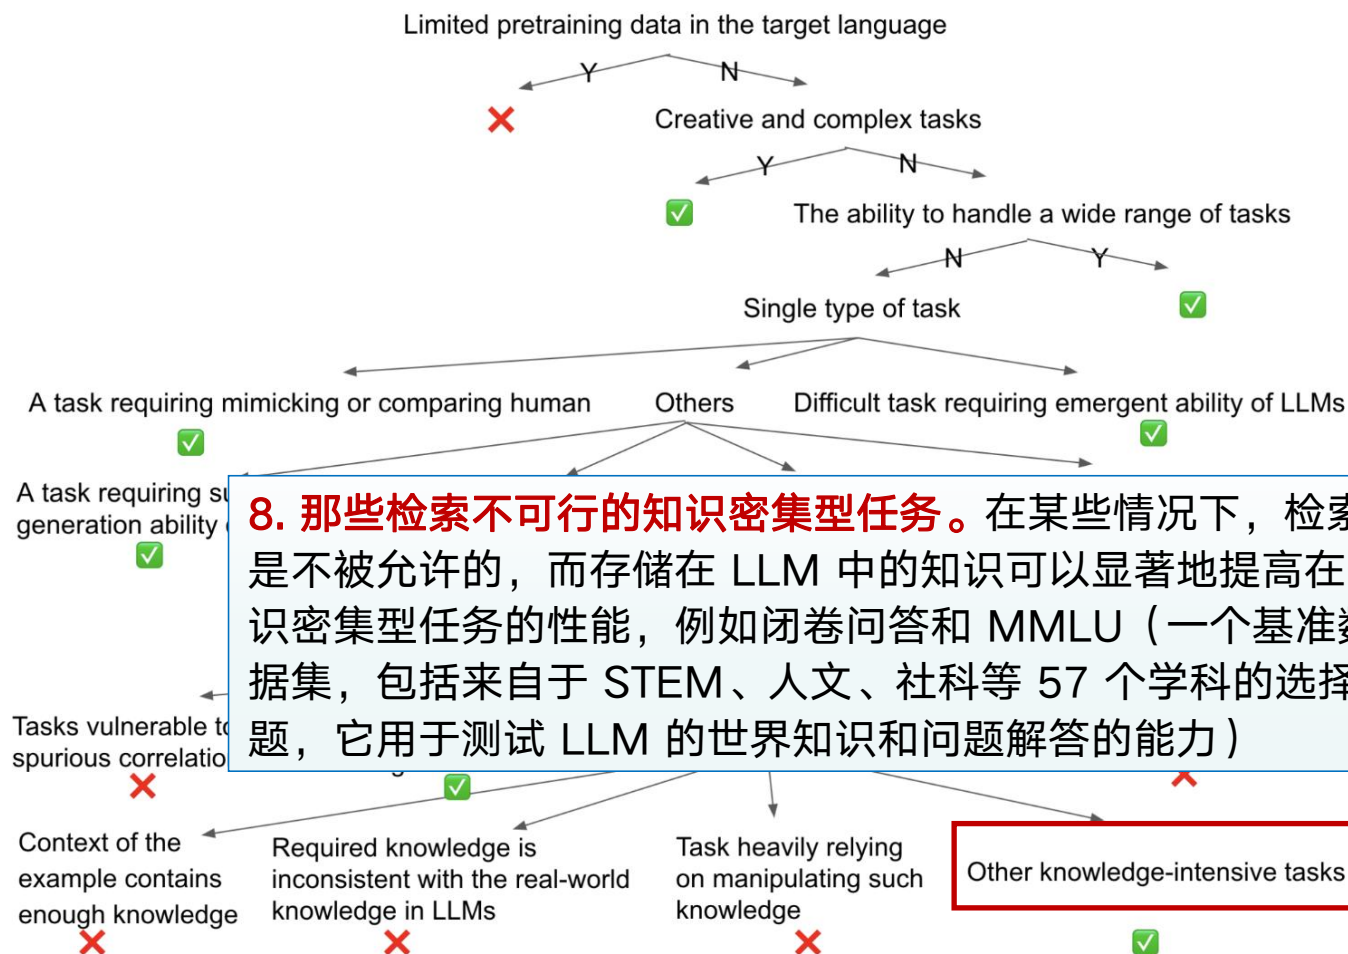 Limited pretraining data in the target language
Y N
Creative and complex tasks
Y N
The ability to handle a wide range of tasks
N Y
Single type of task
A task requiring mimicking or comparing human
Others
Difficult task requiring emergent ability of LLMs
A task requiring
generation ability
8. 那些检索不可行的知识密集型任务。在某些情况下，检索
是不被允许的，而存储在 LLM 中的知识可以显著地提高在
识密集型任务的性能，例如闭卷问答和 MMLU（一个基准数
据集，包括来自于 STEM、人文、社科等 57 个学科的选择
题，它用于测试 LLM 的世界知识和问题解答的能力）
Tasks vulnerable to
spurious correlatio
Context of the
example contains
enough knowledge
Required knowledge is
inconsistent with the real-world
knowledge in LLMs
Task heavily relying
on manipulating such
knowledge
Other knowledge-intensive tasks